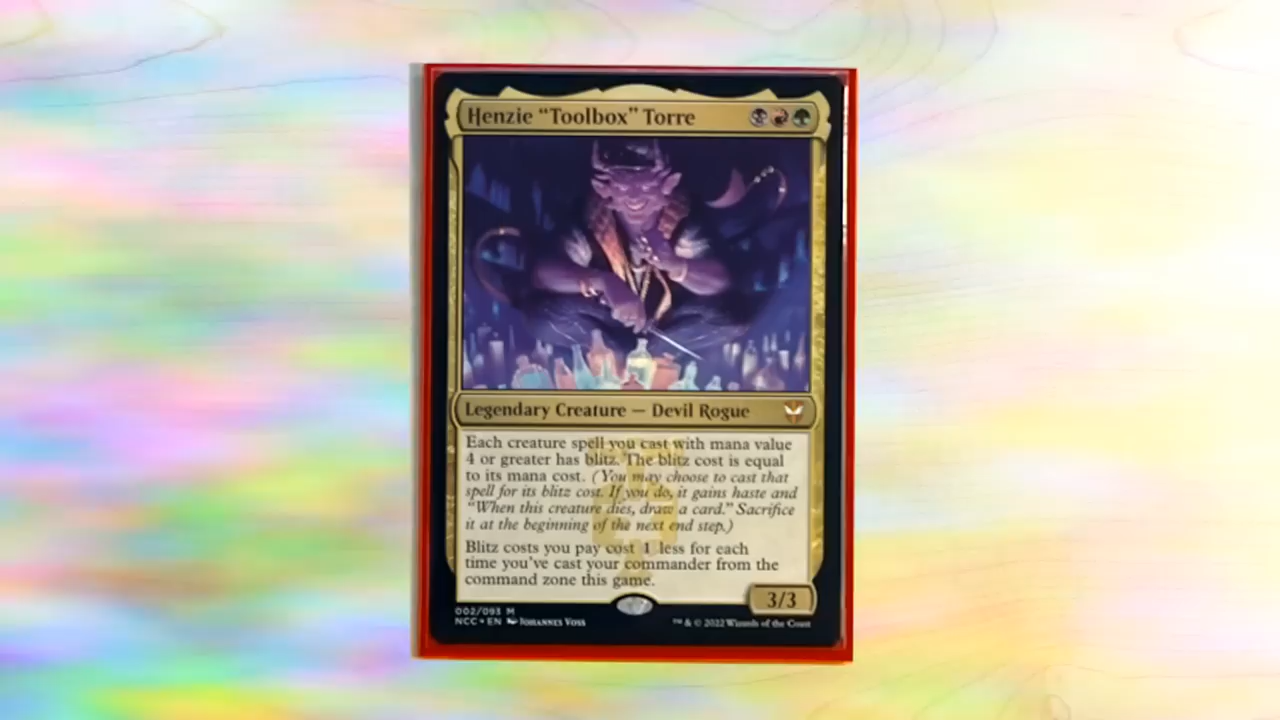 Henzie “Toolbox” Torre
Legendary Creature — Devil Rogue
Each creature spell you cast with mana value
4 or greater has blitz. The blitz cost is equal
to its mana cost. (You may choose to cast that
spell for its blitz cost. If you do, it gains haste and
“When this creature dies, draw a card.” Sacrifice
it at the beginning of the next end step.)
Blitz costs you pay cost 1 less for each
time you've cast your commander from the
command zone this game.
3/3
002/093 M
NCC • EN Johannes Voss
™ & © 2022 Wizards of the Coast